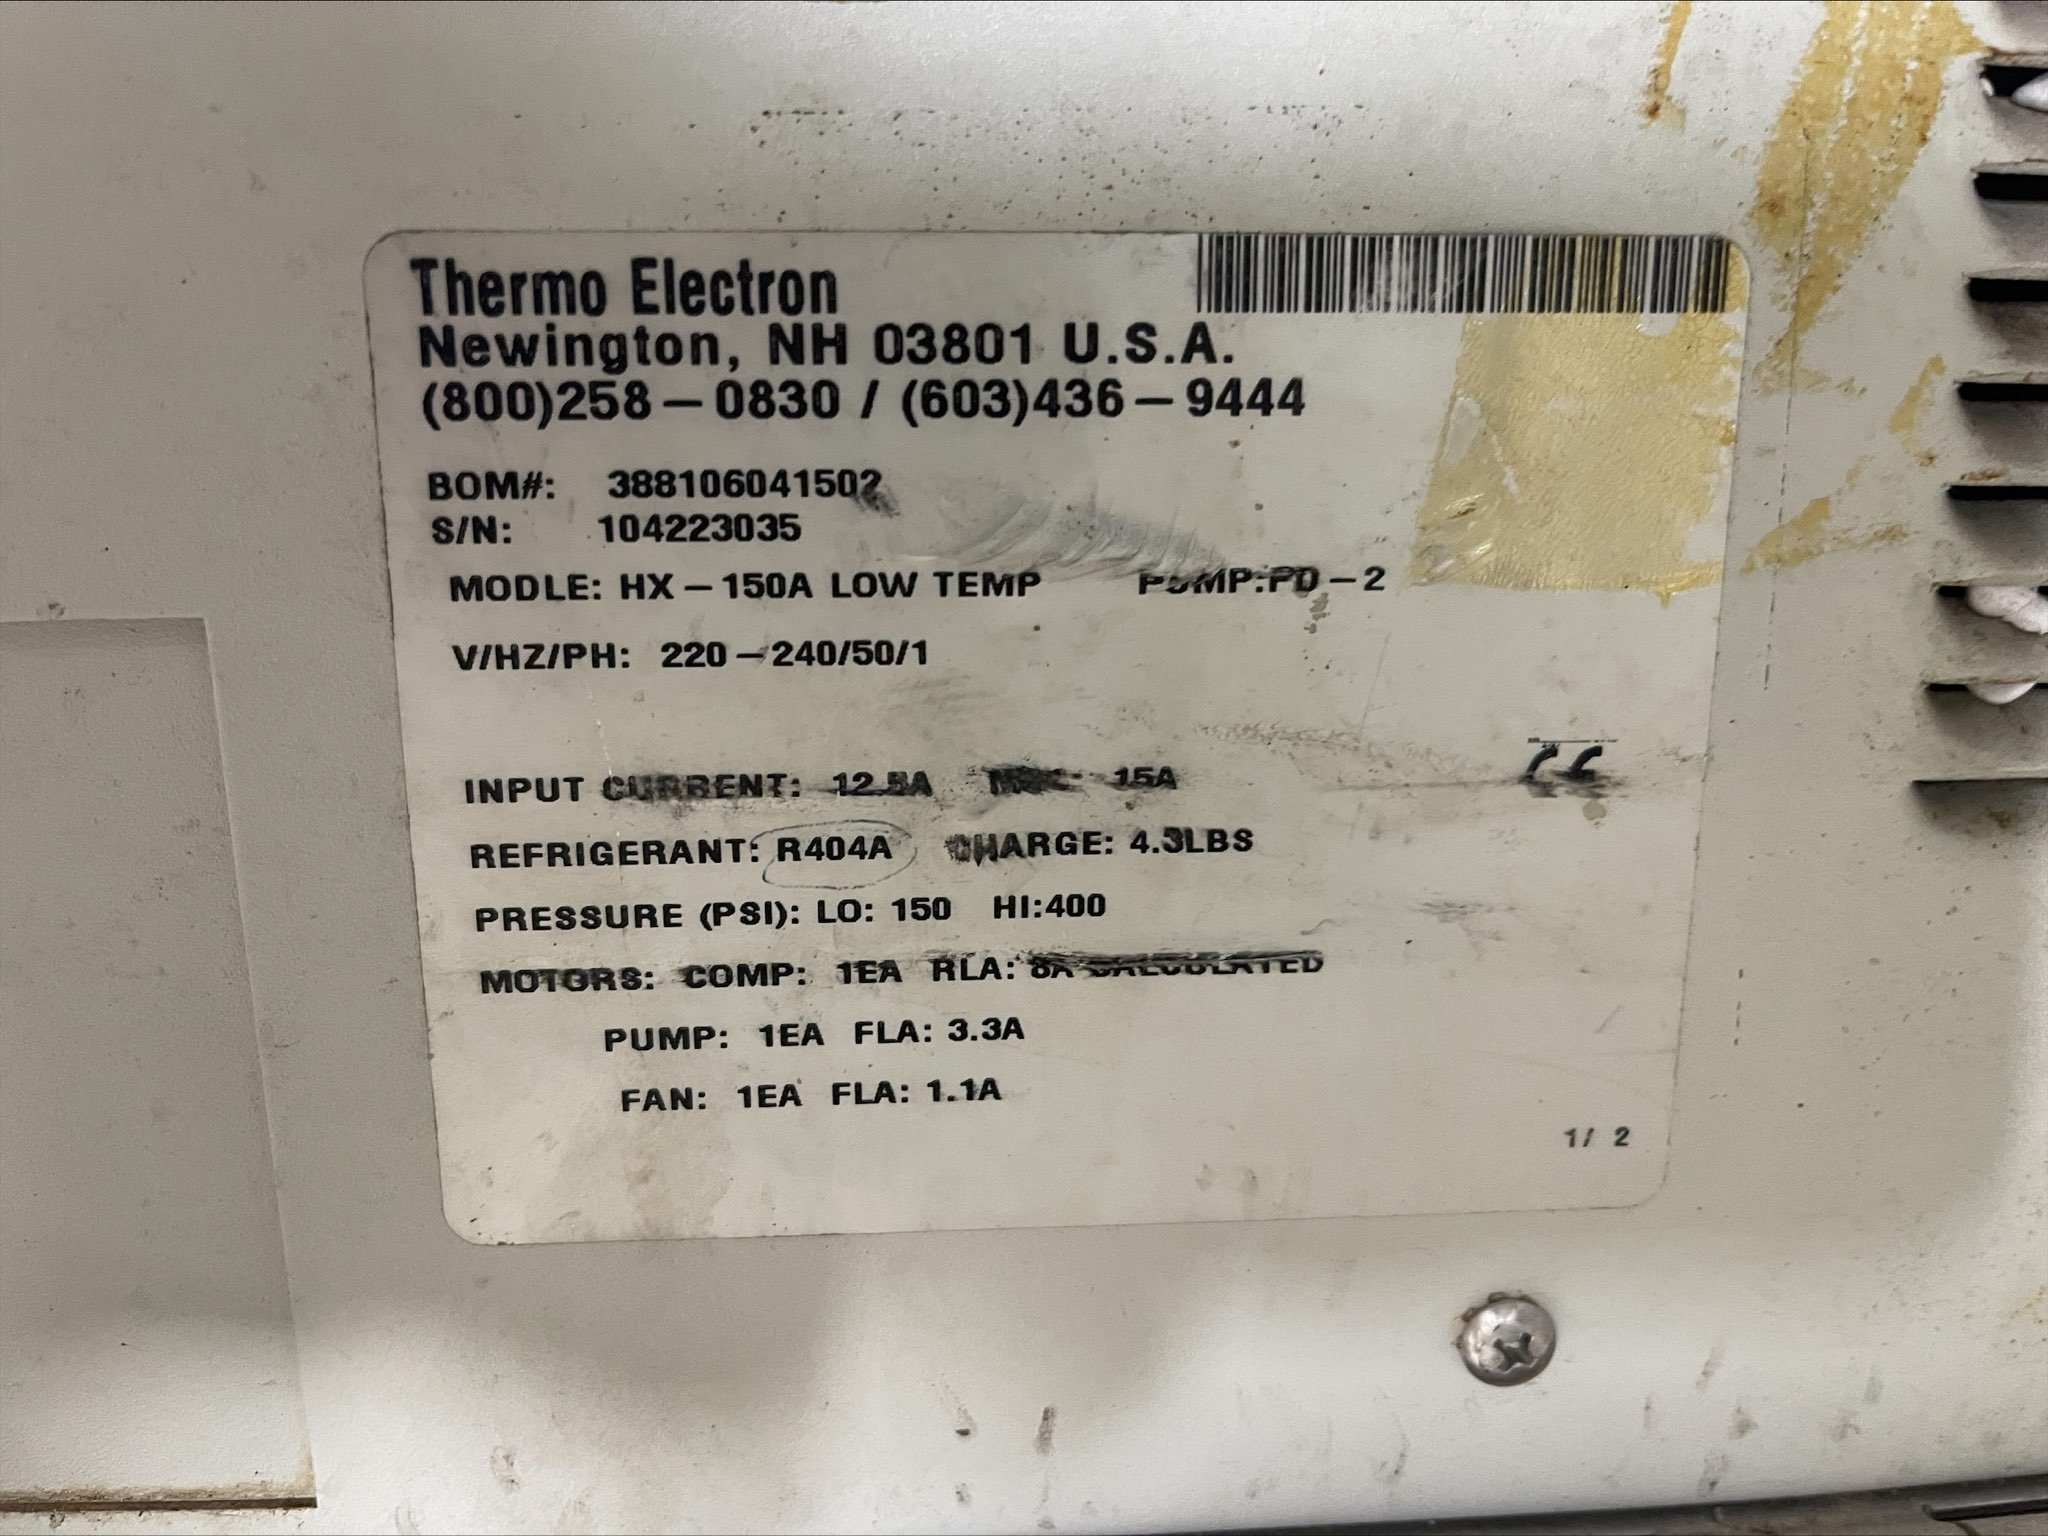 Thermo Electron
Newington, NH 03801 U.S.A.
(800)258-0830 / (603)436-9444
BOM#: 388106041502
S/N: 104223035
MODLE: HX-150A LOW TEMP PUMP:PD-2
V/HZ/PH: 220-240/50/1
INPUT CURRENT: 15A
CE
REFRIGERANT: R404A CHARGE: 4.3LBS
PRESSURE (PSI): LO: 150 HI:400
MOTORS: COMP: 1EA RLA: 8A CALCULATED
PUMP: 1EA FLA: 3.3A
FAN: 1EA FLA: 1.1A
1/ 2